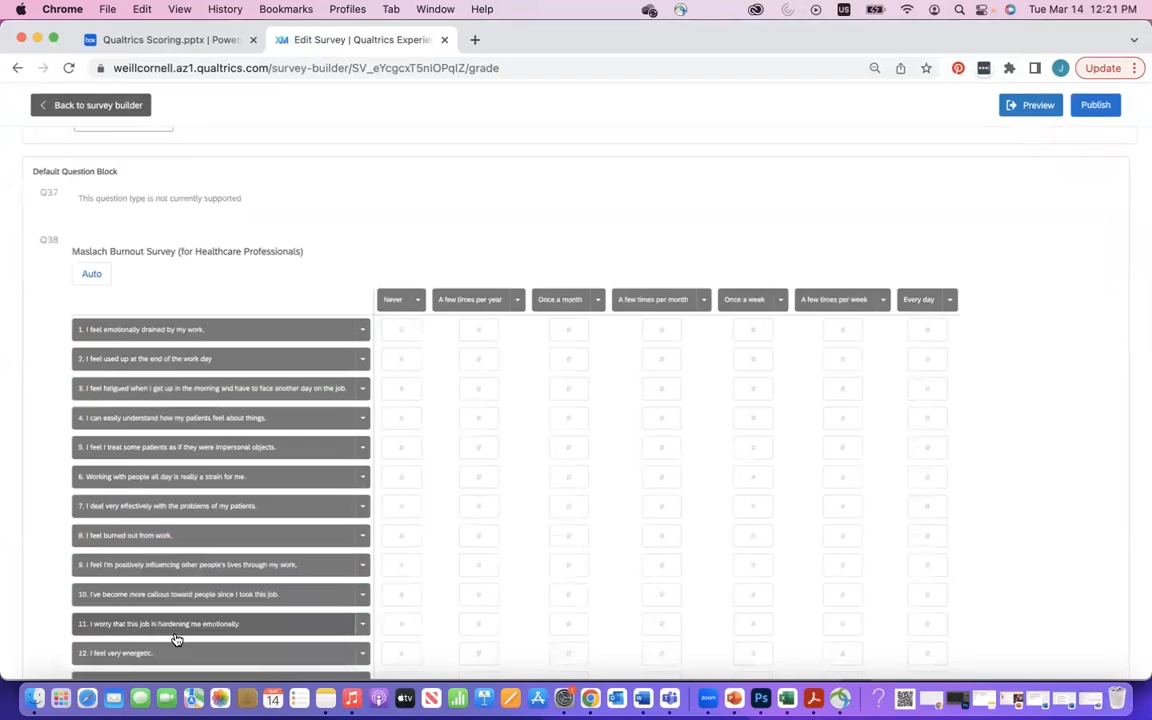 Chrome File Edit View History Bookmarks Profiles Tab Window Help US Tue Mar 14 12:21 PM
box Qualtrics Scoring.pptx | Power XM Edit Survey | Qualtrics Experie
weillcornell.az1.qualtrics.com/survey-builder/SV_eYcgcxT5nIOPqIZ/grade J Update
Back to survey builder Preview Publish
Default Question Block
Q37 This question type is not currently supported
Q38
Maslach Burnout Survey (for Healthcare Professionals)
Auto
Never A few times per year Once a month A few times per month Once a week A few times per week Every day
1. I feel emotionally drained by my work. # # # # # # #
2. I feel used up at the end of the work day # # # # # # #
3. I feel fatigued when i get up in the morning and have to face another day on the job. # # # # # # #
4. I can easily understand how my patients feel about things. # # # # # # #
5. I feel I treat some patients as if they were impersonal objects. # # # # # # #
6. Working with people all day is really a strain for me. # # # # # # #
7. I deal very effectively with the problems of my patients. # # # # # # #
8. I feel burned out from work. # # # # # # #
9. I feel I'm positively influencing other people's lives through my work. # # # # # # #
10. I've become more callous toward people since I took this job. # # # # # # #
11. I worry that this job is hardening me emotionally. # # # # # # #
12. I feel very energetic. # # # # # # #
14 tv zoom